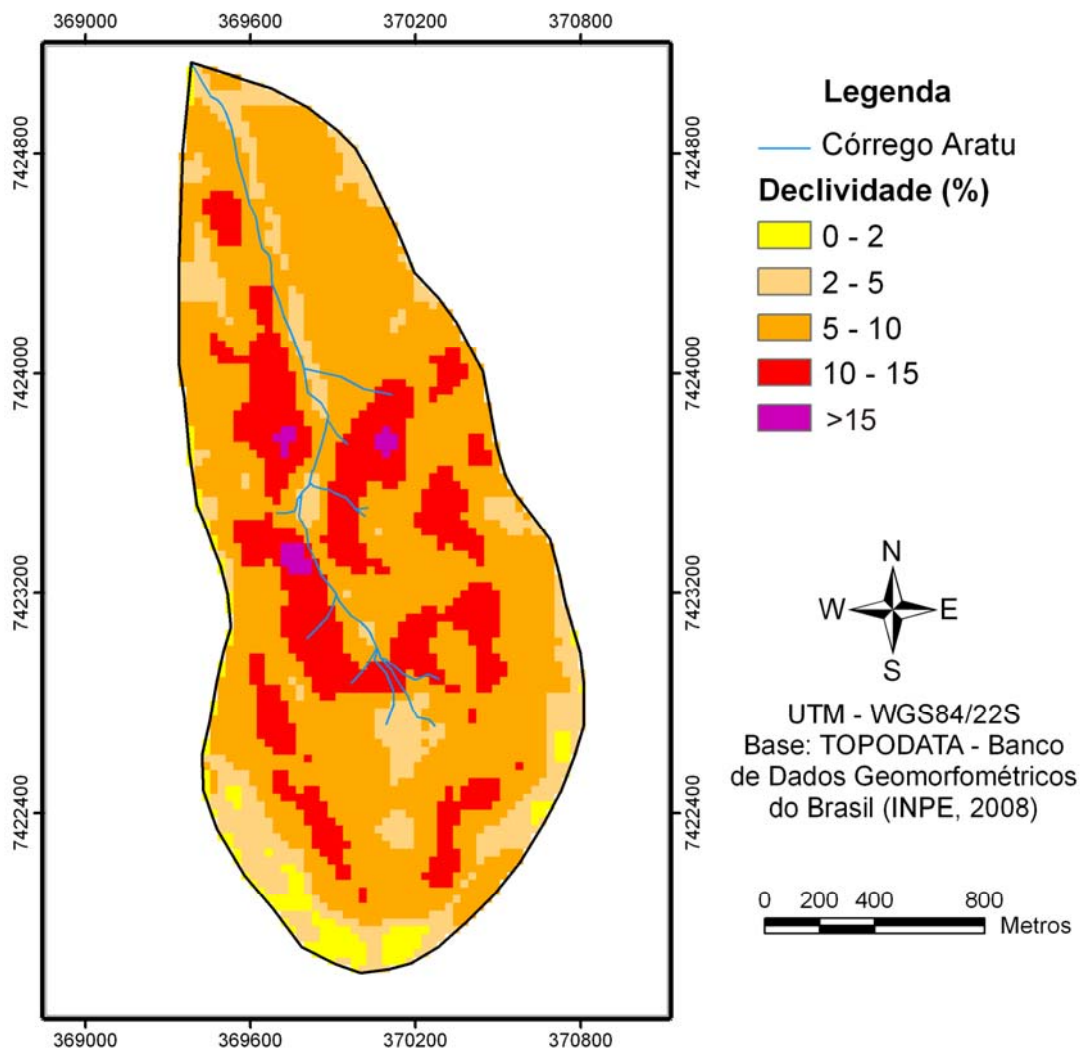 369000 369600 370200 370800
7424800
7424000
7423200
7422400
7424800
7424000
7423200
7422400
369000 369600 370200 370800
Legenda
Córrego Aratu
Declividade (%)
0 - 2
2 - 5
5 - 10
10 - 15
>15
N
W E
S
UTM - WGS84/22S
Base: TOPODATA - Banco
de Dados Geomorfométricos
do Brasil (INPE, 2008)
0 200 400 800
Metros